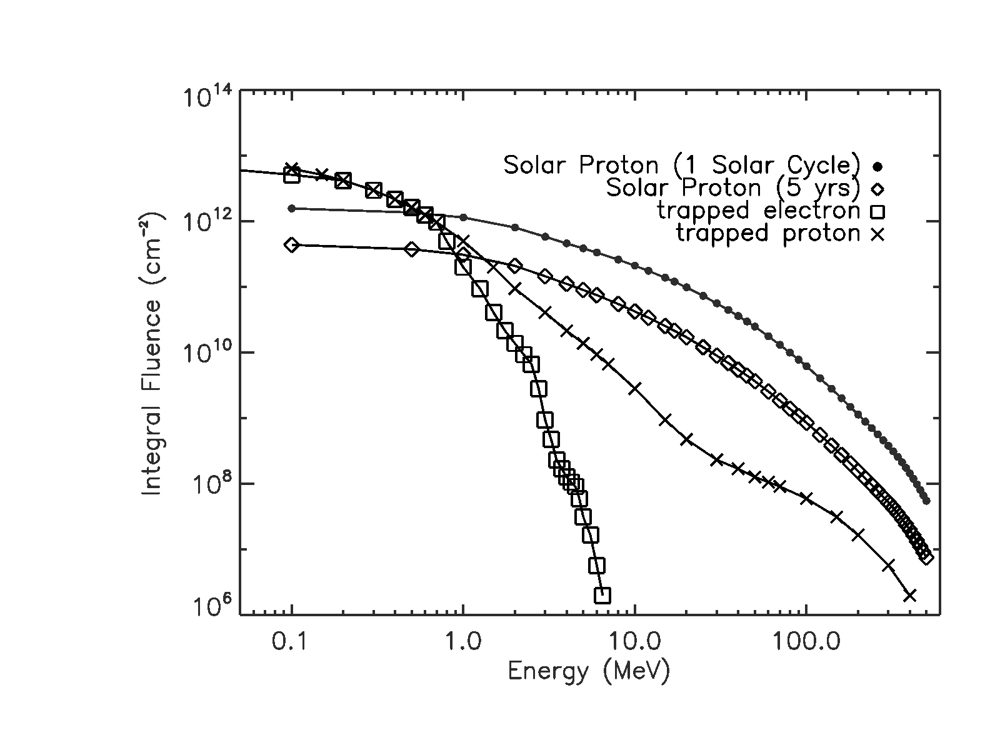 10¹⁴
10¹²
10¹⁰
10⁸
10⁶
Integral Fluence (cm⁻²)
Solar Proton (1 Solar Cycle)
Solar Proton (5 yrs)
trapped electron
trapped proton
0.1 1.0 10.0 100.0
Energy (MeV)